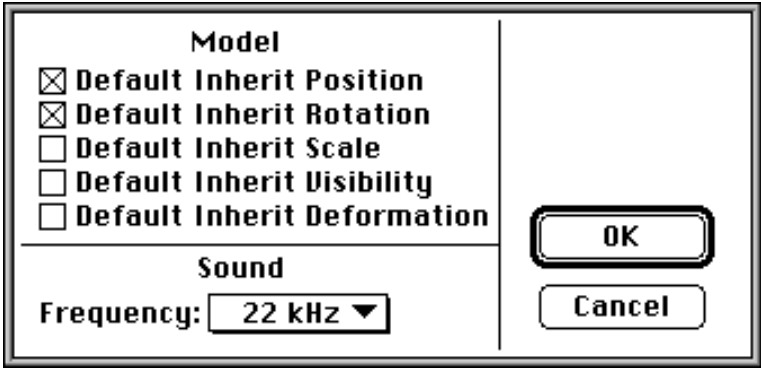 Model
Default Inherit Position
Default Inherit Rotation
Default Inherit Scale
Default Inherit Visibility
Default Inherit Deformation
Sound
Frequency: 22 kHz
OK
Cancel